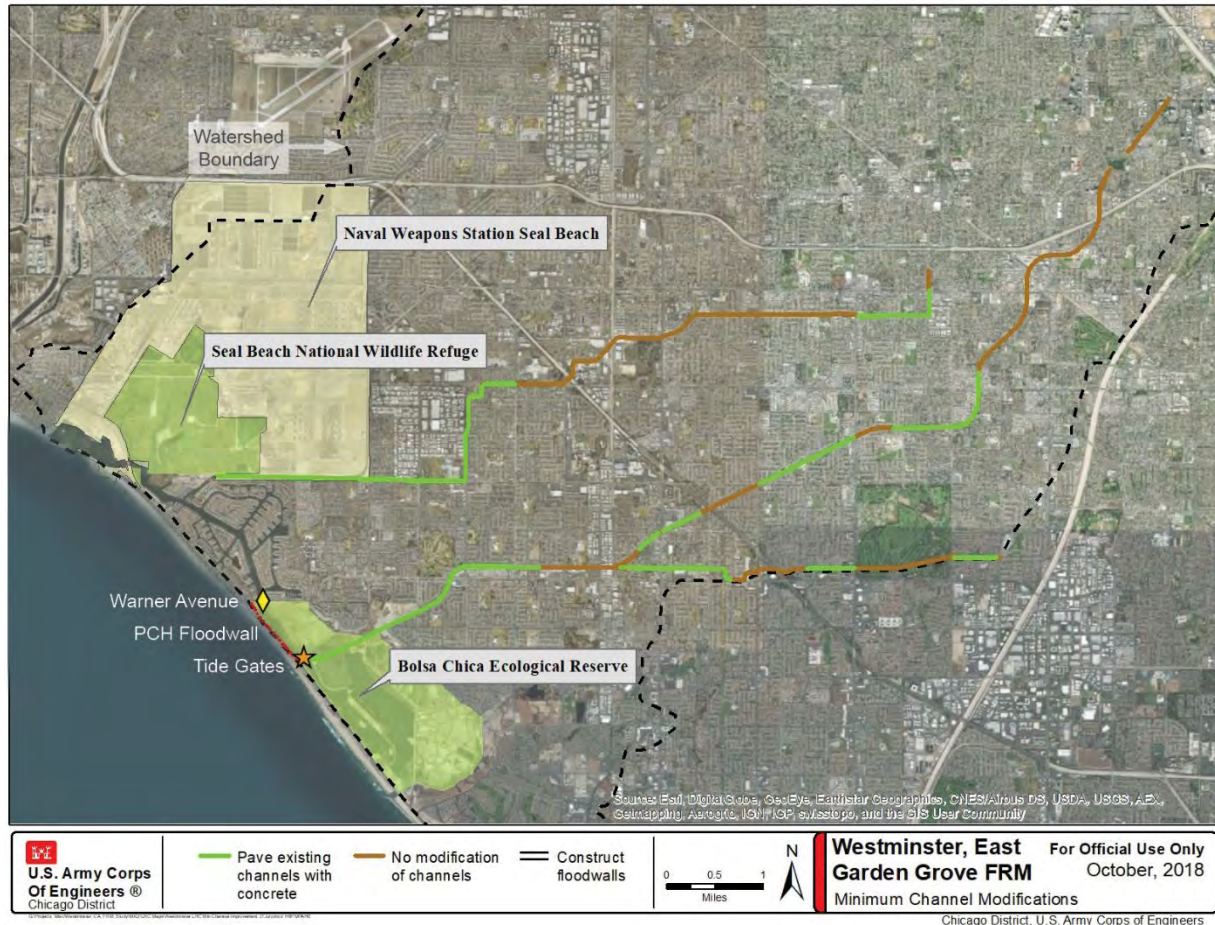 Watershed
Boundary
Naval Weapons Station Seal Beach
Seal Beach National Wildlife Refuge
Warner Avenue
PCH Floodwall
Tide Gates
Bolsa Chica Ecological Reserve
Source: Esri, DigitalGlobe, GeoEye, Earthstar Geographics, CNES/Airbus DS, USDA, USGS, AEX,
Getmapping, Aerogrid, IGN, IGP, swisstopo, and the GIS User Community
U.S. Army Corps
Of Engineers ®
Chicago District
Pave existing
channels with
concrete
No modification
of channels
Construct
floodwalls
0 0.5 1
Miles
N
Westminster, East
Garden Grove FRM
Minimum Channel Modifications
For Official Use Only
October, 2018
Chicago District, U.S. Army Corps of Engineers